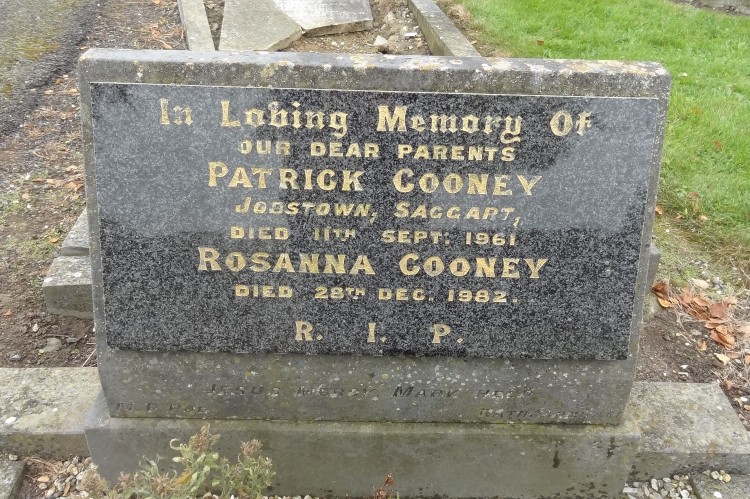 In Loving Memory Of
OUR DEAR PARENTS
PATRICK COONEY
JOBSTOWN, SAGGART,
DIED 11TH SEPT. 1961
ROSANNA COONEY
DIED 28TH DEC. 1982.
R. I. P.
JESUS MERCY MARY HELP